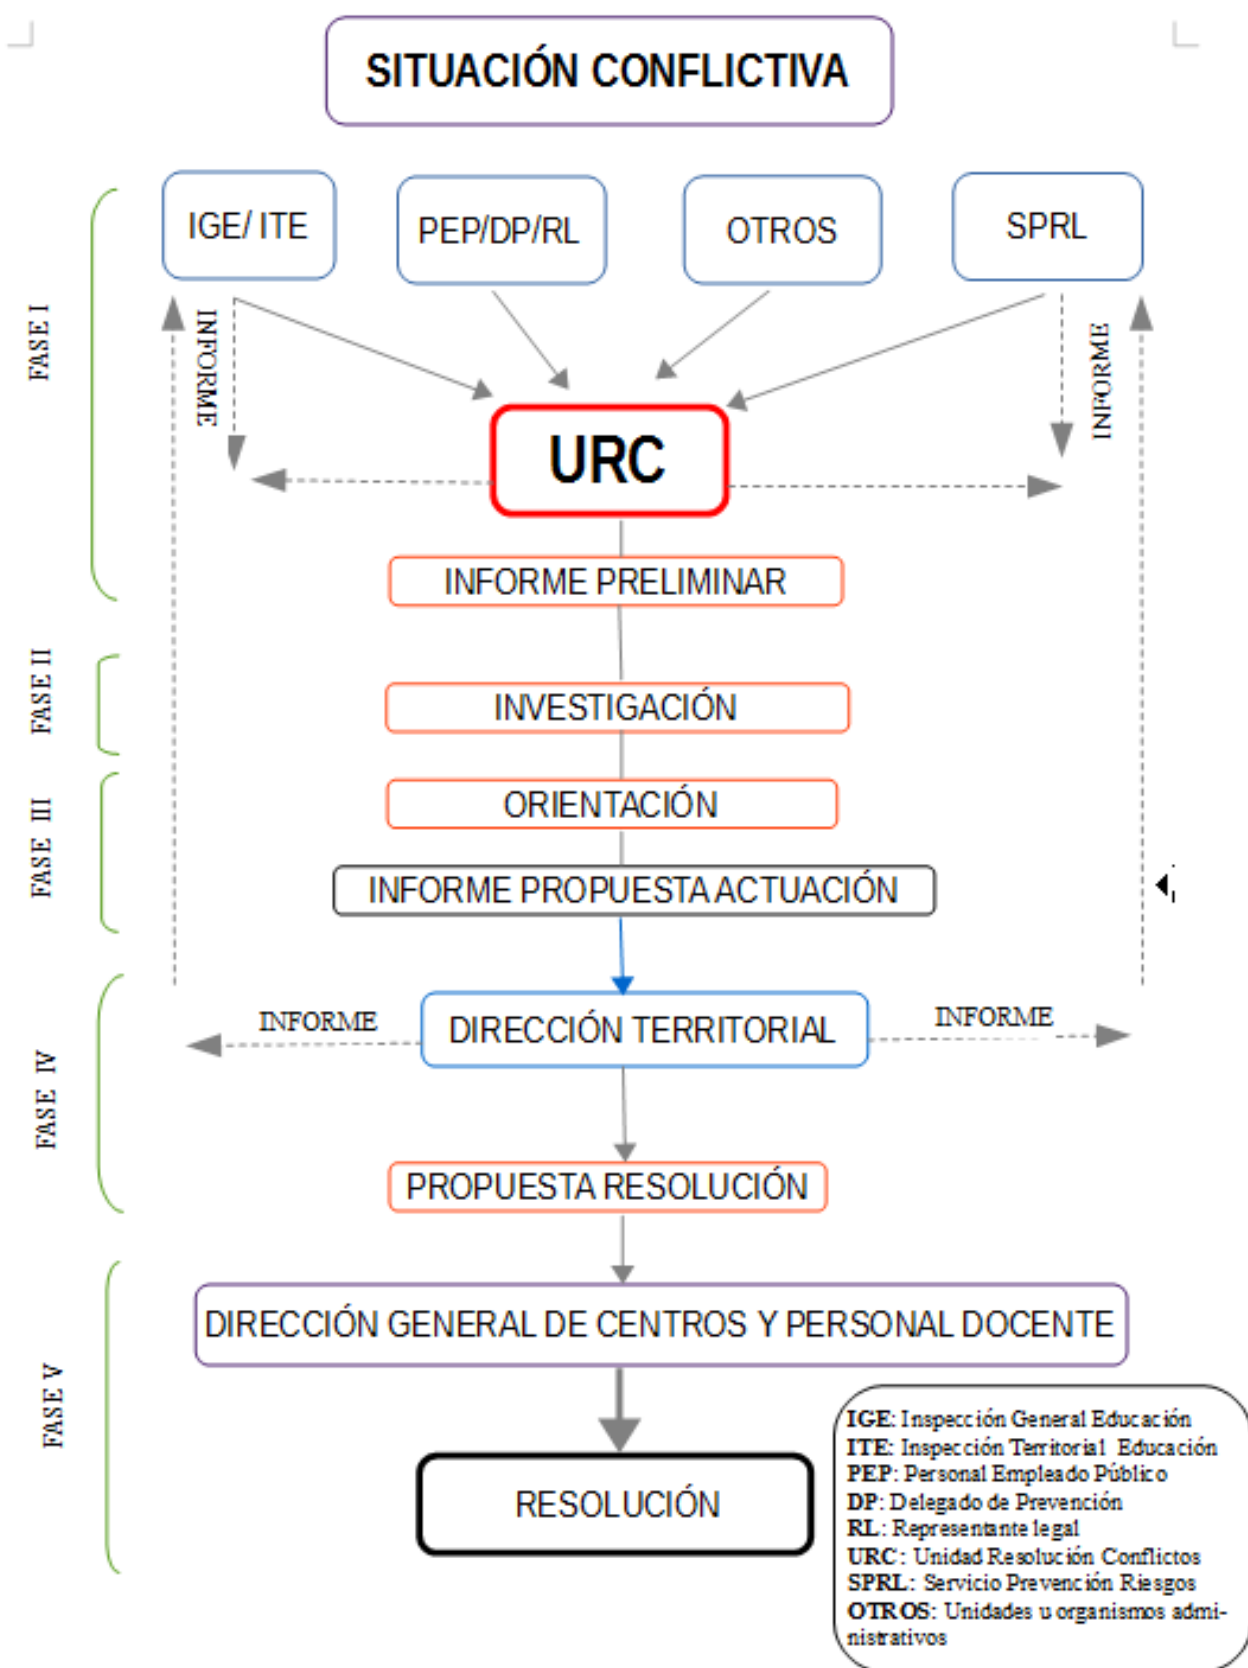 SITUACIÓN CONFLICTIVA
IGE/ ITE
PEP/DP/RL
OTROS
SPRL
FASE I
INFORME
INFORME
URC
INFORME PRELIMINAR
FASE II
INVESTIGACIÓN
FASE III
ORIENTACIÓN
INFORME PROPUESTA ACTUACIÓN
FASE IV
INFORME
DIRECCIÓN TERRITORIAL
INFORME
PROPUESTA RESOLUCIÓN
FASE V
DIRECCIÓN GENERAL DE CENTROS Y PERSONAL DOCENTE
RESOLUCIÓN
IGE: Inspección General Educación
ITE: Inspección Territorial Educación
PEP: Personal Empleado Público
DP: Delegado de Prevención
RL: Representante legal
URC: Unidad Resolución Conflictos
SPRL: Servicio Prevención Riesgos
OTROS: Unidades u organismos admi-
nistrativos